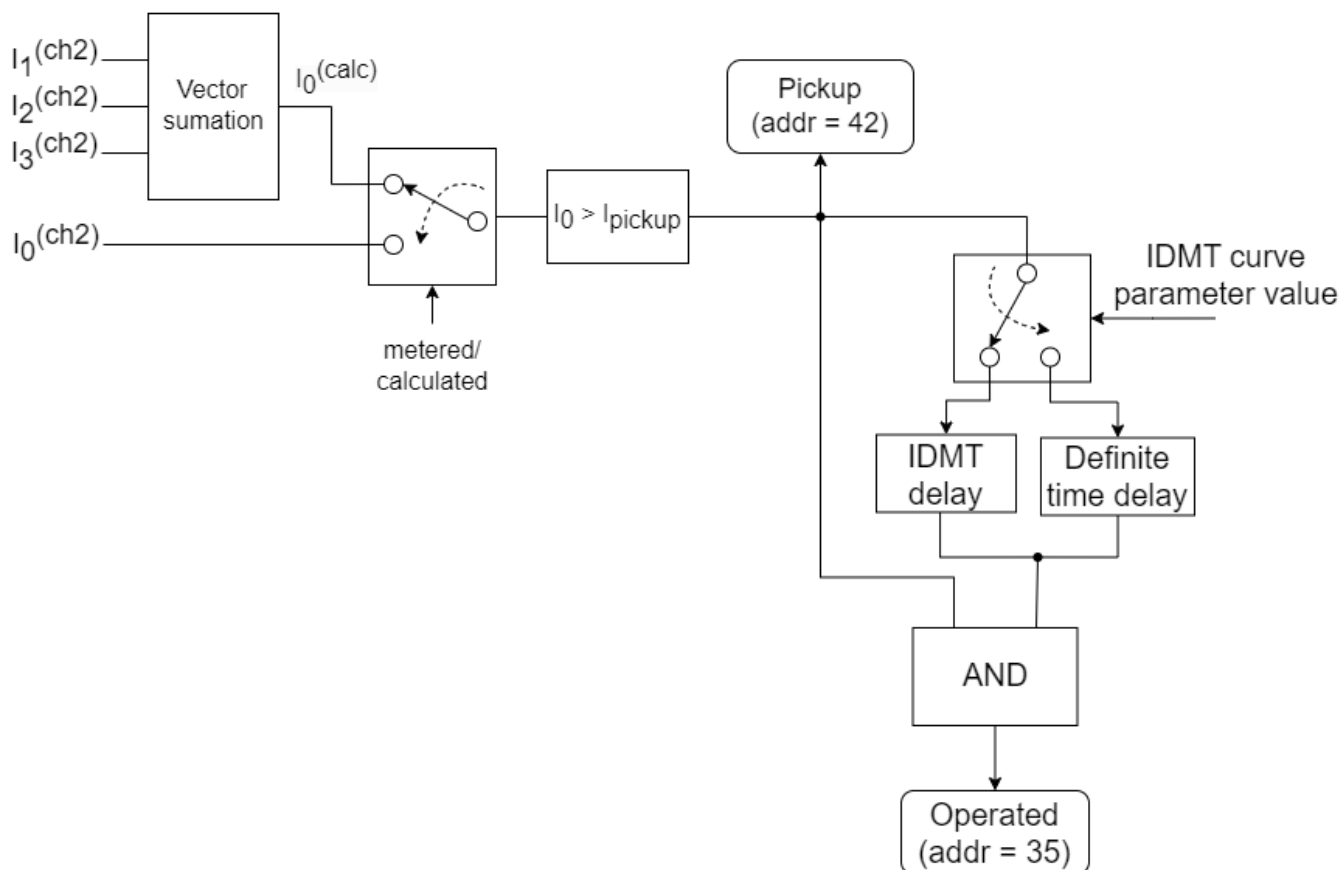 I₁(ch2)
I₂(ch2)
I₃(ch2)
I₀(ch2)
Vector
sumation
I₀(calc)
metered/
calculated
I₀ > Ipickup
Pickup
(addr = 42)
IDMT curve
parameter value
IDMT
delay
Definite
time delay
AND
Operated
(addr = 35)